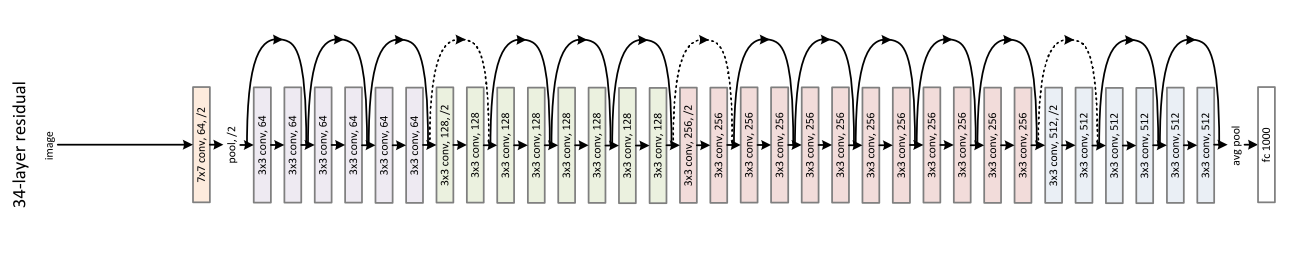 34-layer residual
image
7x7 conv, 64, /2
pool, /2
3x3 conv, 64
3x3 conv, 64
3x3 conv, 64
3x3 conv, 64
3x3 conv, 64
3x3 conv, 64
3x3 conv, 128, /2
3x3 conv, 128
3x3 conv, 128
3x3 conv, 128
3x3 conv, 128
3x3 conv, 128
3x3 conv, 128
3x3 conv, 128
3x3 conv, 256, /2
3x3 conv, 256
3x3 conv, 256
3x3 conv, 256
3x3 conv, 256
3x3 conv, 256
3x3 conv, 256
3x3 conv, 256
3x3 conv, 256
3x3 conv, 256
3x3 conv, 256
3x3 conv, 256
3x3 conv, 512, /2
3x3 conv, 512
3x3 conv, 512
3x3 conv, 512
3x3 conv, 512
3x3 conv, 512
avg pool
fc 1000